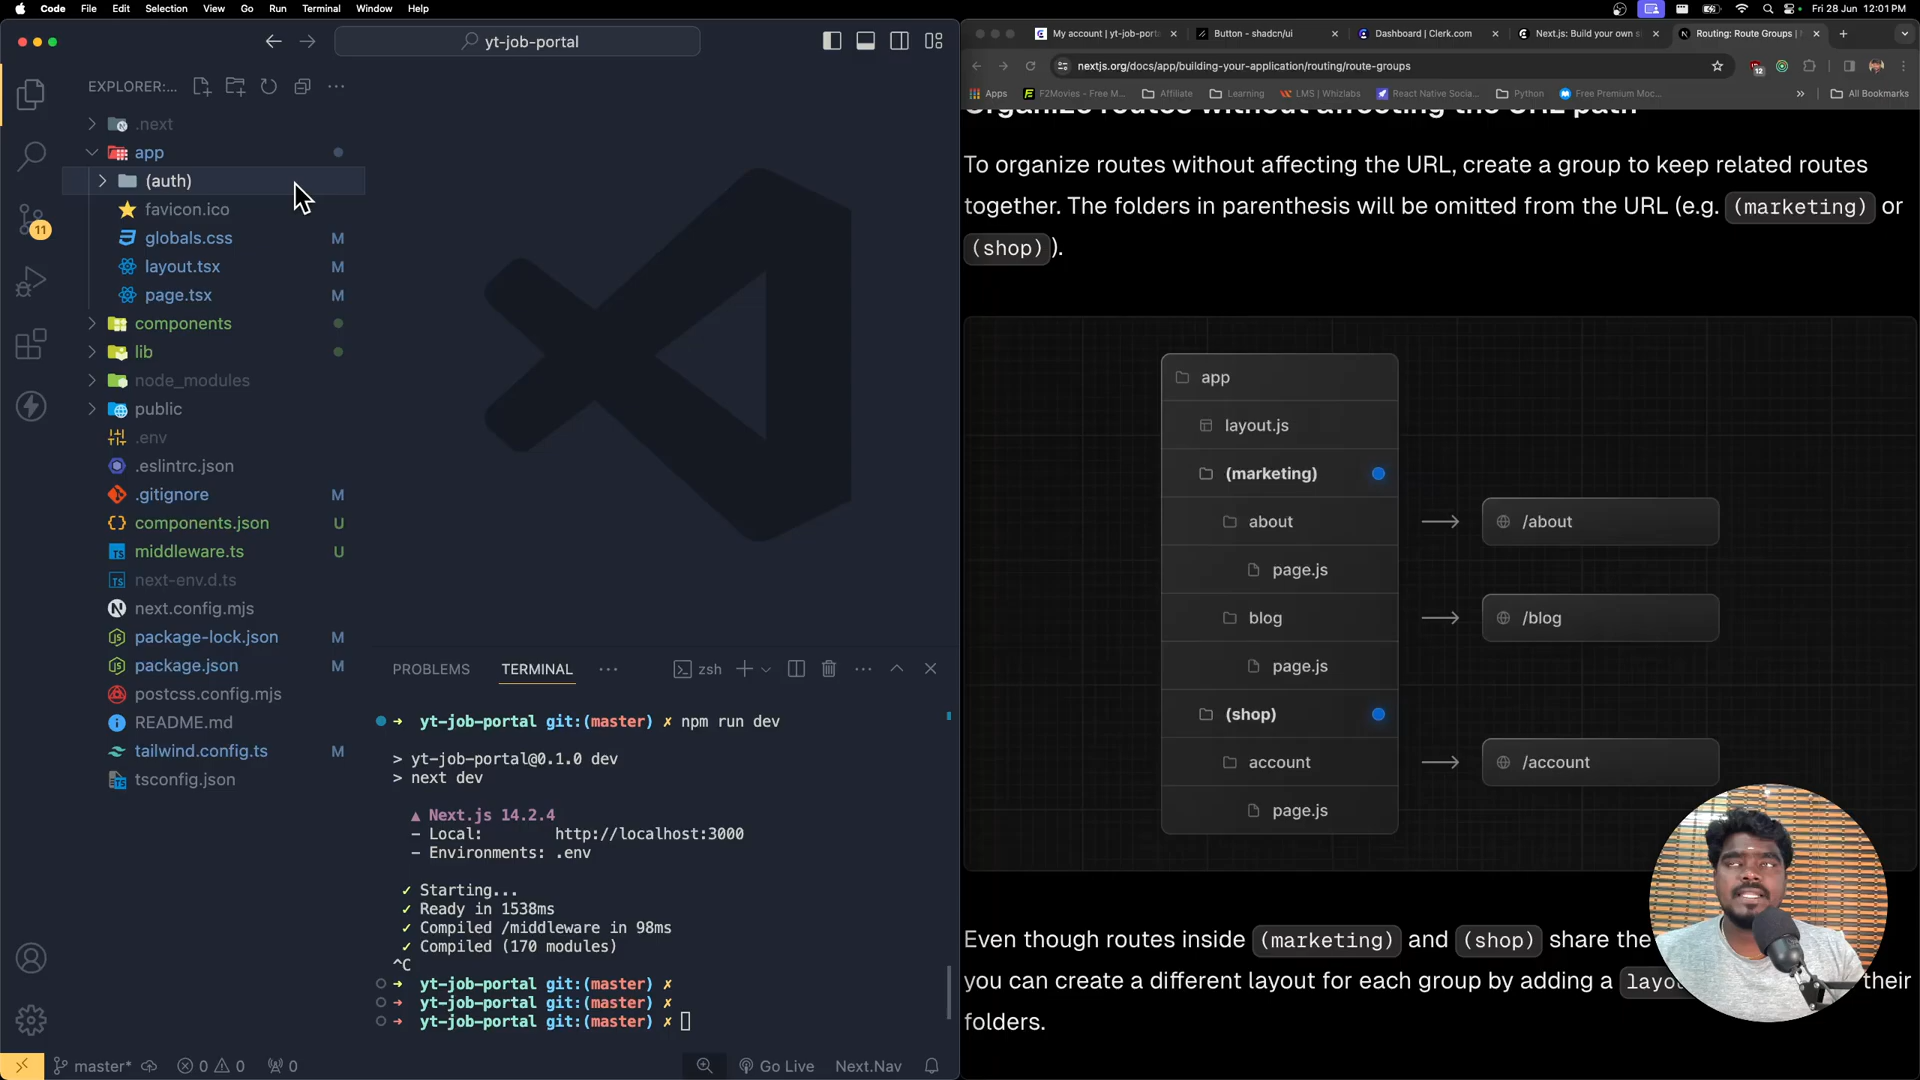 Code File Edit Selection View Go Run Terminal Window Help
Fri 28 Jun 12:01 PM
yt-job-portal
EXPLORER:...
.next
app
(auth)
favicon.ico
globals.css M
layout.tsx M
page.tsx M
components
lib
node_modules
public
.env
.eslintrc.json
.gitignore M
components.json U
middleware.ts U
next-env.d.ts
next.config.mjs
package-lock.json M
package.json M
postcss.config.mjs
README.md
tailwind.config.ts M
tsconfig.json
11
PROBLEMS TERMINAL ... zsh
yt-job-portal git:(master) ✗ npm run dev
> yt-job-portal@0.1.0 dev
> next dev
▲ Next.js 14.2.4
- Local: http://localhost:3000
- Environments: .env
✓ Starting...
✓ Ready in 1538ms
✓ Compiled /middleware in 98ms
✓ Compiled (170 modules)
^C
yt-job-portal git:(master) ✗
yt-job-portal git:(master) ✗
yt-job-portal git:(master) ✗
master* 0 0 0 Go Live Next.Nav
My account | yt-job-port Button - shadcn/ui Dashboard | Clerk.com Next.js: Build your own s Routing: Route Groups |
nextjs.org/docs/app/building-your-application/routing/route-groups
12
Apps F2Movies - Free M... Affiliate Learning LMS | Whizlabs React Native Socia... Python Free Premium Moc... All Bookmarks
Organize routes without affecting the URL path
To organize routes without affecting the URL, create a group to keep related routes
together. The folders in parenthesis will be omitted from the URL (e.g. (marketing) or
(shop) ).
app
layout.js
(marketing)
about /about
page.js
blog /blog
page.js
(shop)
account /account
page.js
Even though routes inside (marketing) and (shop) share the
you can create a different layout for each group by adding a layou their
folders.